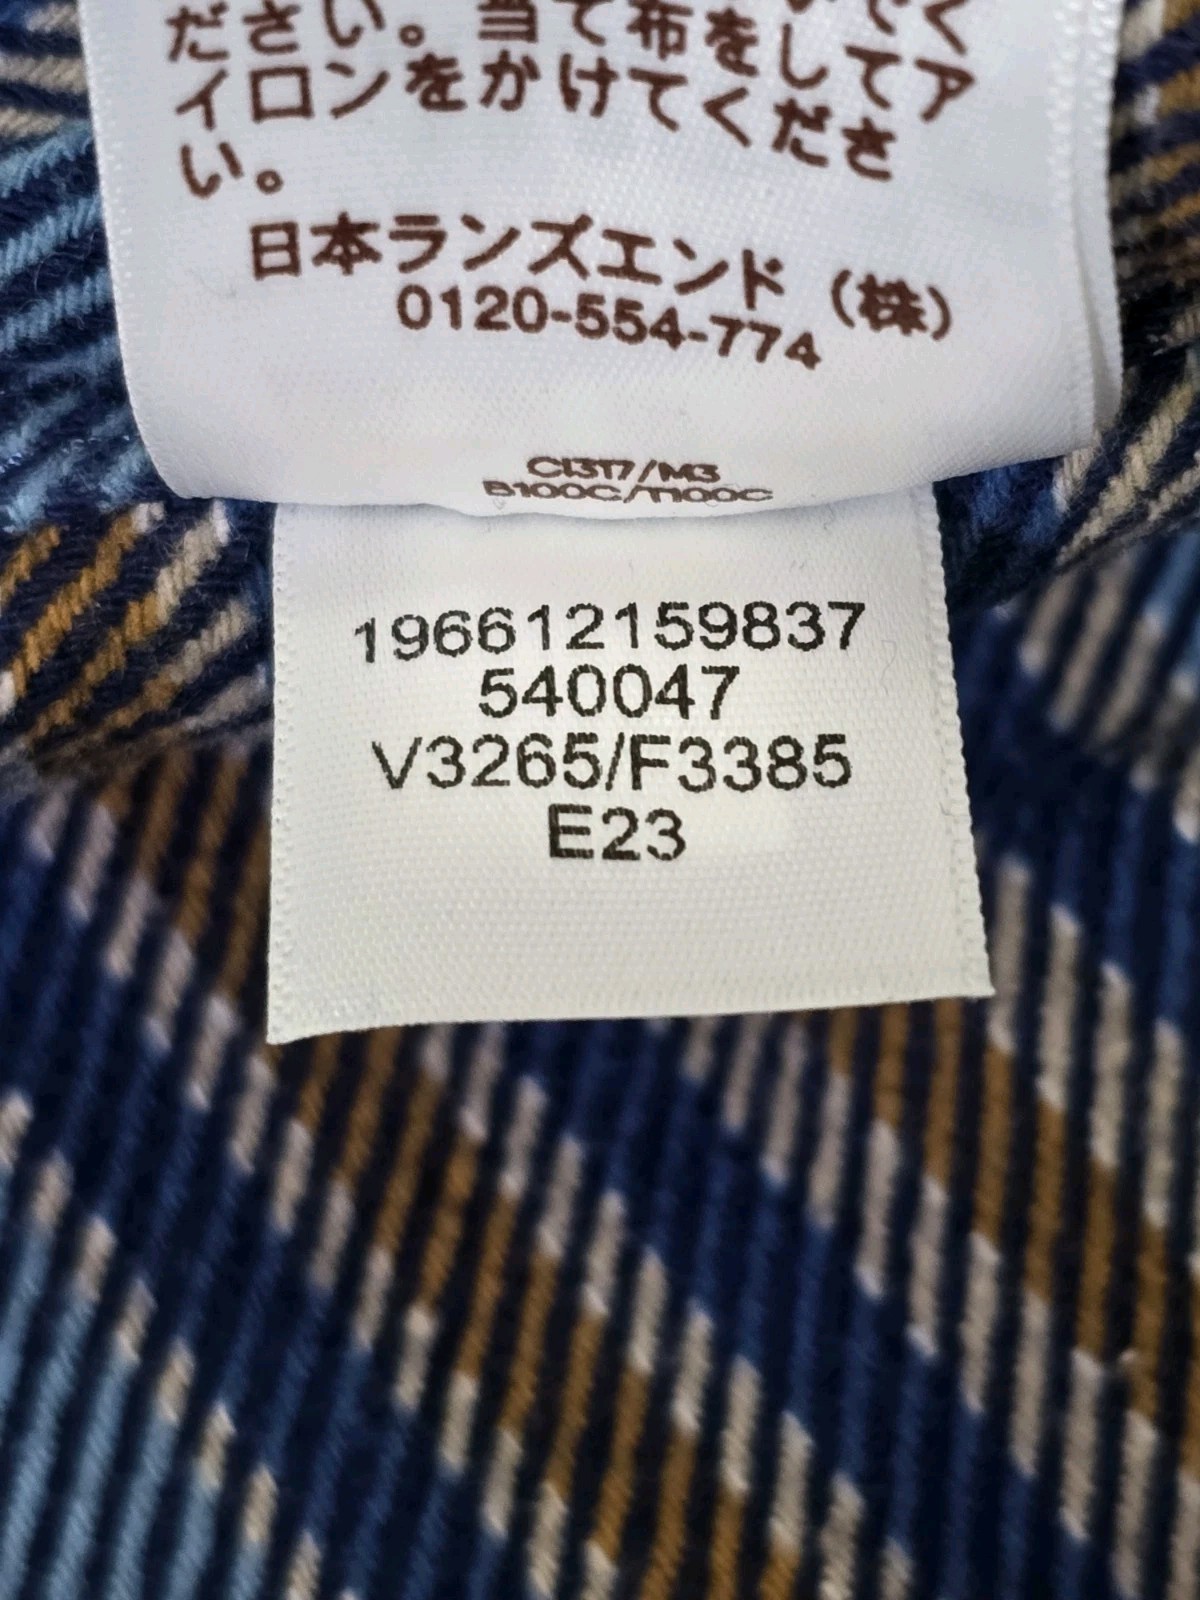 ださい。当て布をしてア
イロンをかけてくださ
い。
日本ランズエンド（株）
0120-554-774
C1317/M3
B100C/T100C
196612159837
540047
V3265/F3385
E23